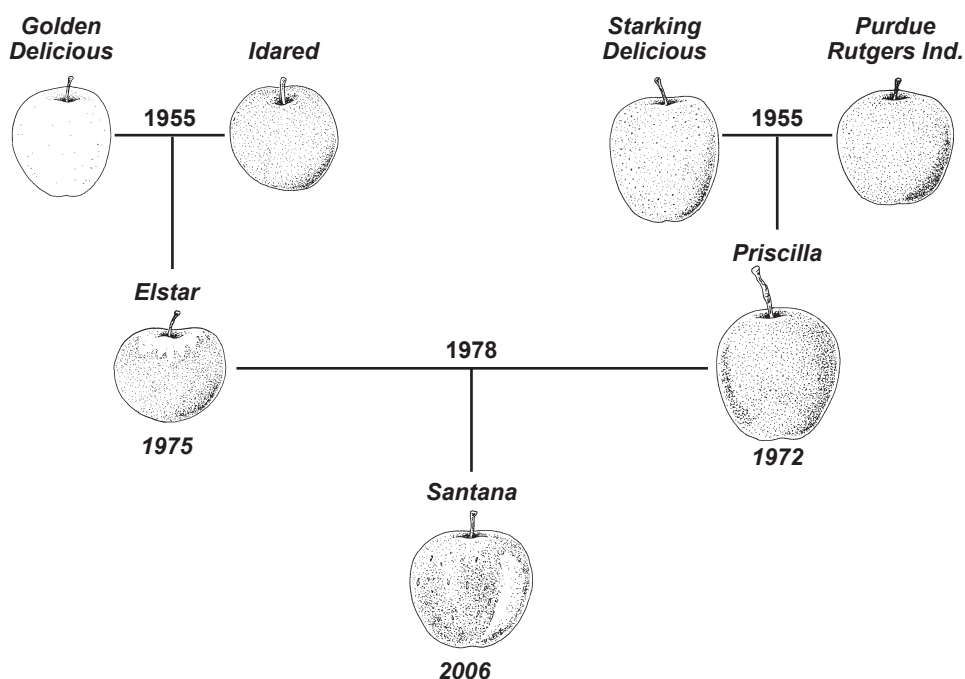 Golden
Delicious
Idared
Starking
Delicious
Purdue
Rutgers Ind.
1955
1955
Priscilla
Elstar
1978
1975
1972
Santana
2006